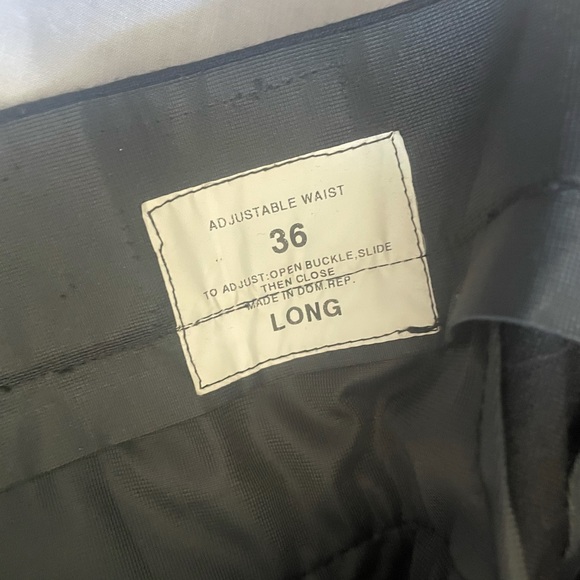 ADJUSTABLE WAIST
36
TO ADJUST:OPEN BUCKLE,SLIDE
THEN CLOSE
MADE IN DOM.REP.
LONG